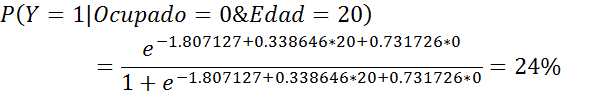 P(Y = 1|Ocupado = 0&Edad = 20)
= \frac{e^{-1.807127+0.338646*20+0.731726*0}}{1 + e^{-1.807127+0.338646*20+0.731726*0}} = 24%